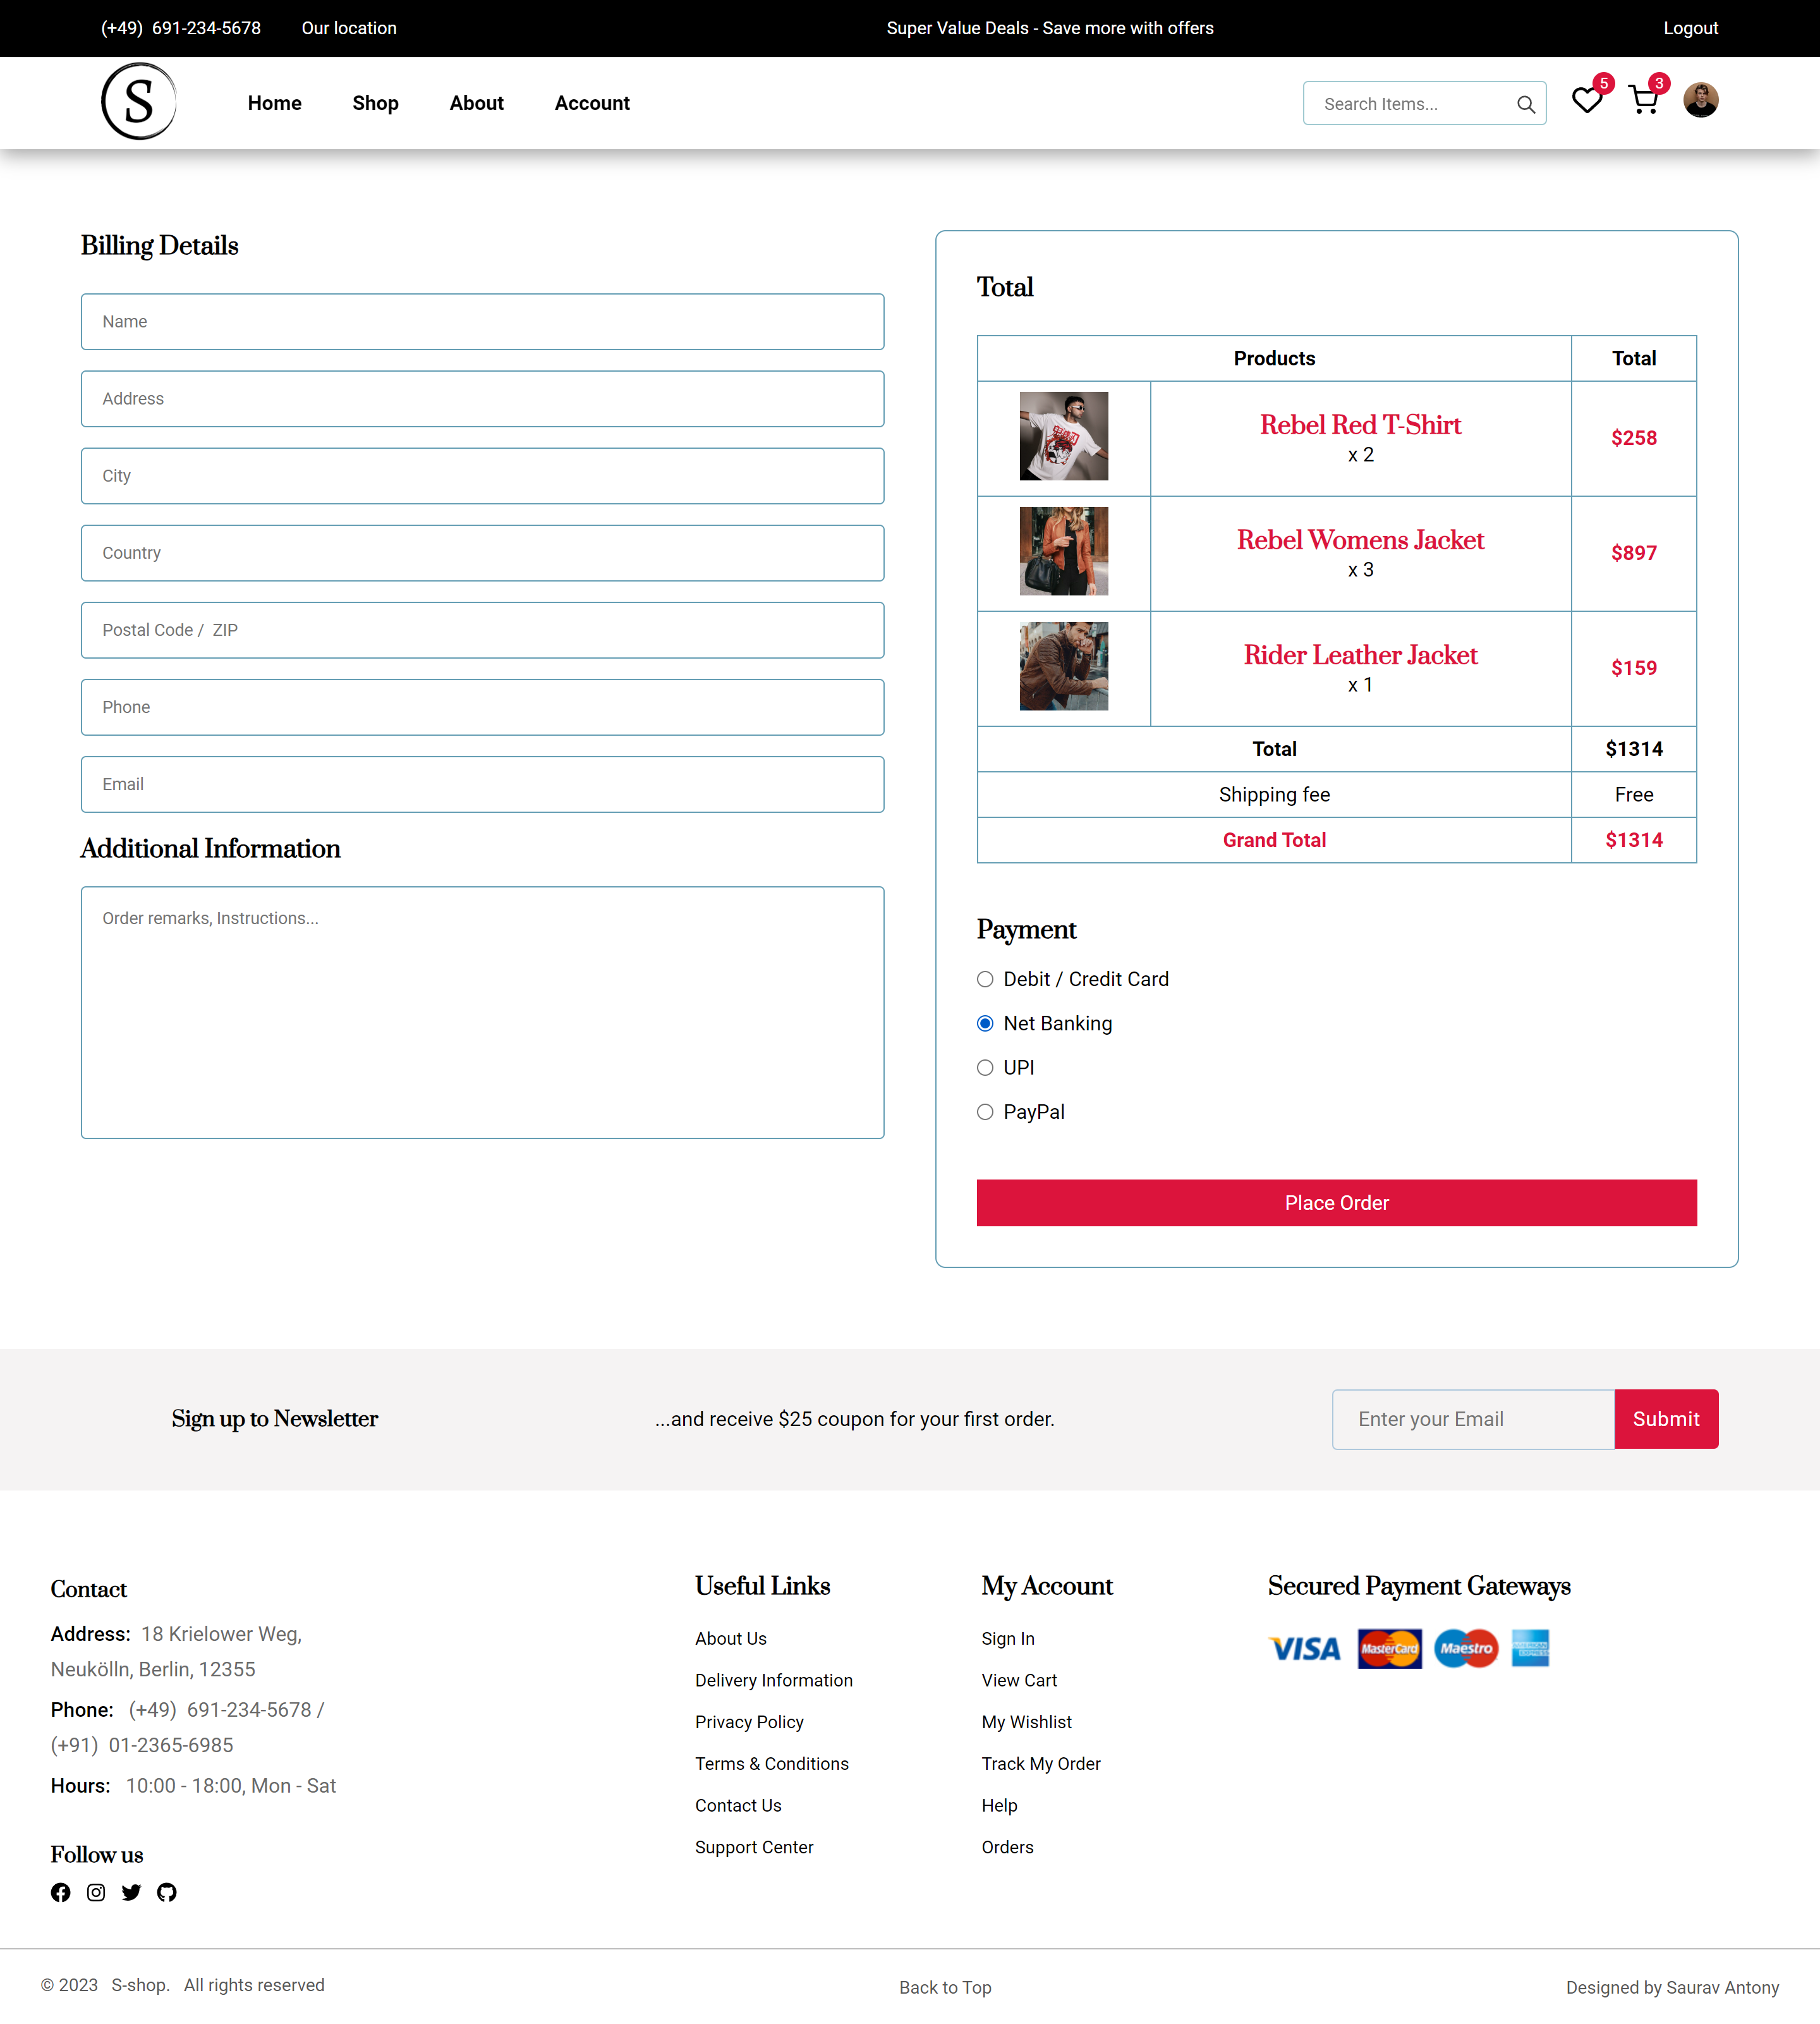 (+49) 691-234-5678 Our location Super Value Deals - Save more with offers Logout
S Home Shop About Account Search Items... 5 3
Billing Details
Name
Address
City
Country
Postal Code / ZIP
Phone
Email
Additional Information
Order remarks, Instructions...
Total
Products Total
Rebel Red T-Shirt
x 2
$258
Rebel Womens Jacket
x 3
$897
Rider Leather Jacket
x 1
$159
Total $1314
Shipping fee Free
Grand Total $1314
Payment
Debit / Credit Card
Net Banking
UPI
PayPal
Place Order
Sign up to Newsletter ...and receive $25 coupon for your first order. Enter your Email Submit
Contact
Address: 18 Krielower Weg,
Neukölln, Berlin, 12355
Phone: (+49) 691-234-5678 /
(+91) 01-2365-6985
Hours: 10:00 - 18:00, Mon - Sat
Follow us
Useful Links
About Us
Delivery Information
Privacy Policy
Terms & Conditions
Contact Us
Support Center
My Account
Sign In
View Cart
My Wishlist
Track My Order
Help
Orders
Secured Payment Gateways
VISA MasterCard Maestro AMERICAN EXPRESS
© 2023 S-shop. All rights reserved Back to Top Designed by Saurav Antony